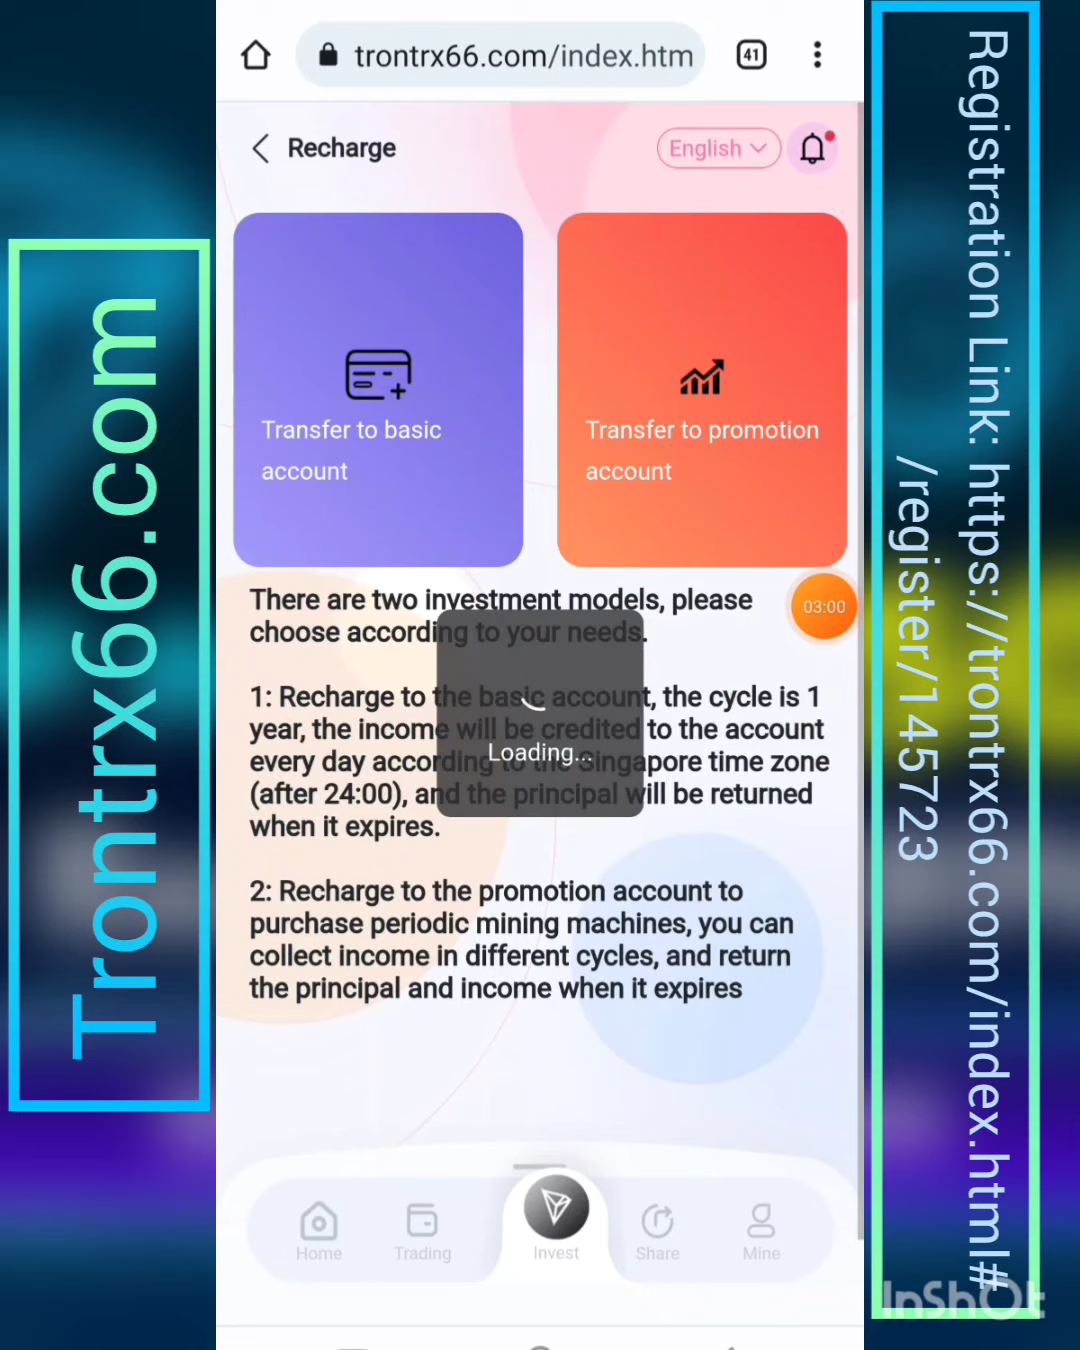 Trontrx66.com
trontrx66.com/index.htm
41
Recharge
English
Transfer to basic
account
Transfer to promotion
account
There are two investment models, please
choose according to your needs.
03:00
1: Recharge to the basic account, the cycle is 1
year, the income will be credited to the account
every day according to the Singapore time zone
(after 24:00), and the principal will be returned
when it expires.
Loading...
2: Recharge to the promotion account to
purchase periodic mining machines, you can
collect income in different cycles, and return
the principal and income when it expires
Home
Trading
Invest
Share
Mine
Registration Link: https://trontrx66.com/index.html#
/register/145723
InShOt